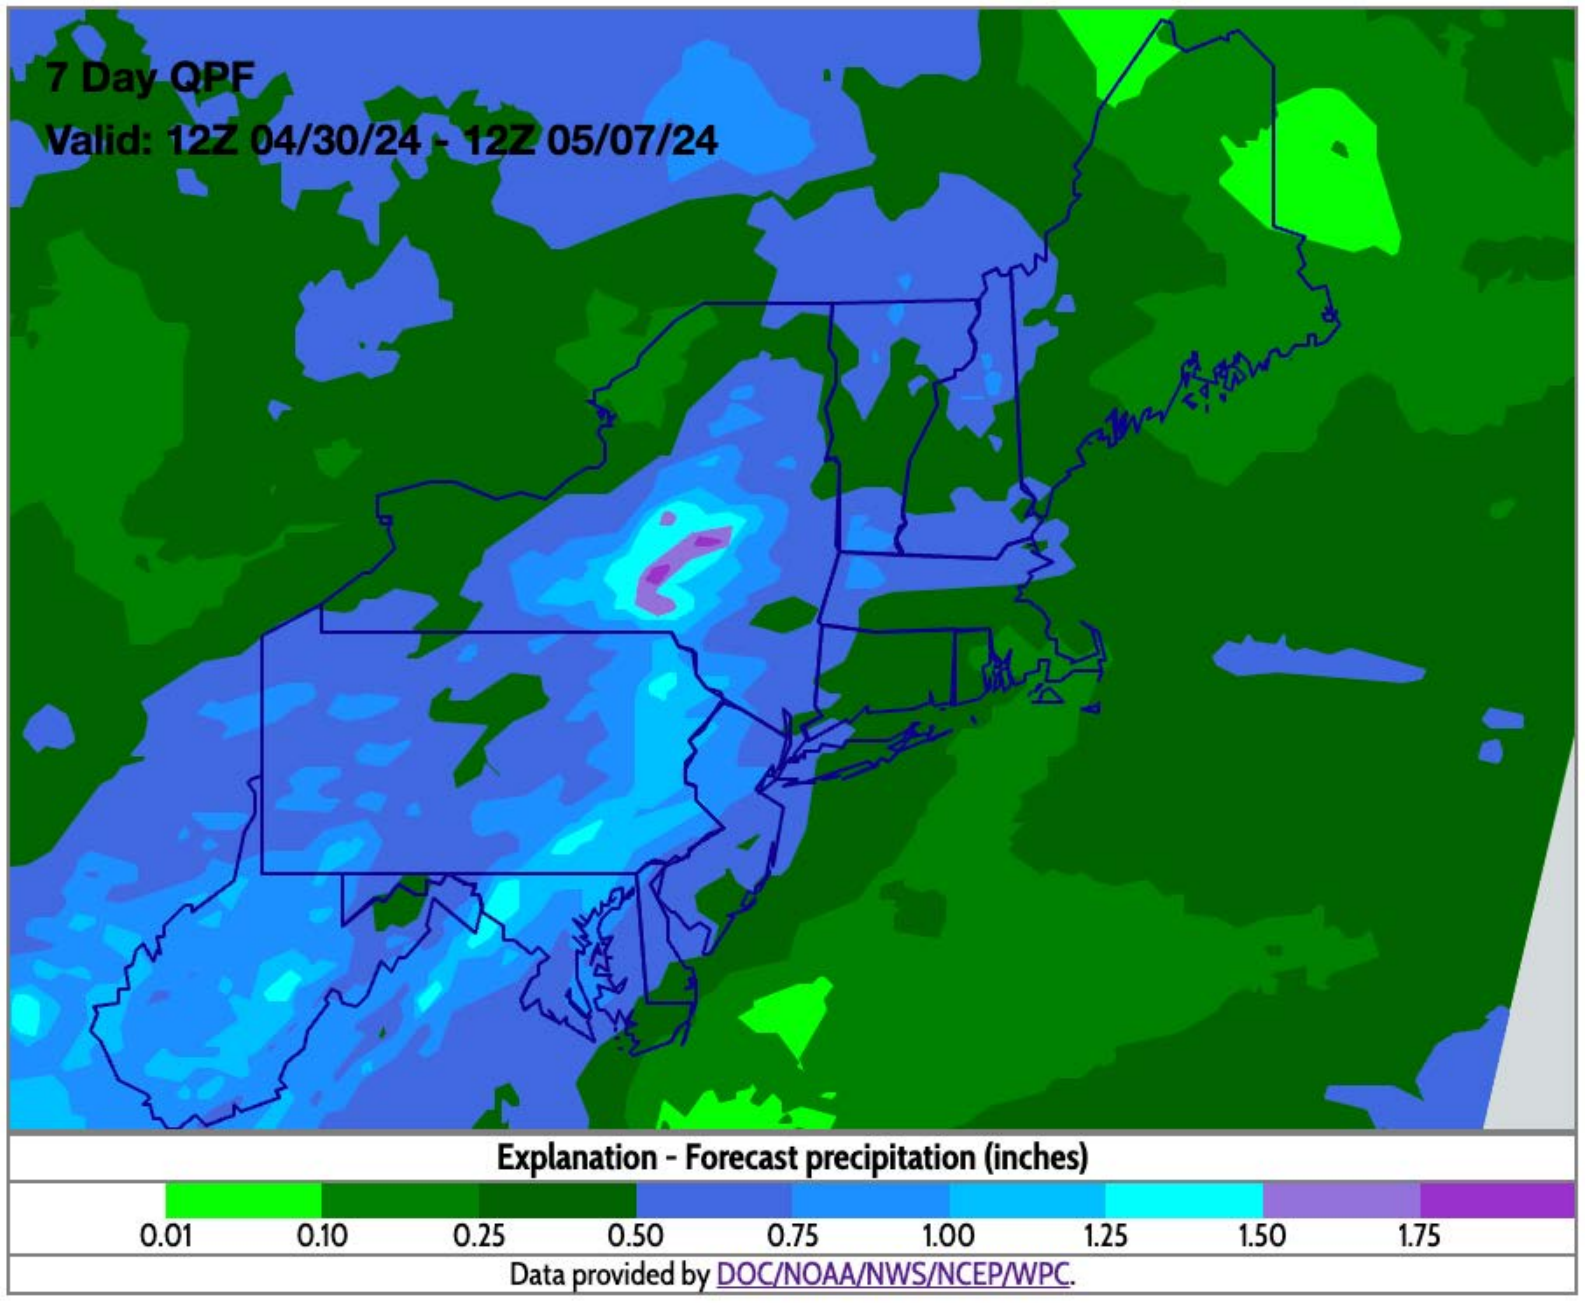 7 Day QPF
Valid: 12Z 04/30/24 - 12Z 05/07/24
Explanation - Forecast precipitation (inches)
0.01 0.10 0.25 0.50 0.75 1.00 1.25 1.50 1.75
Data provided by DOC/NOAA/NWS/NCEP/WPC.